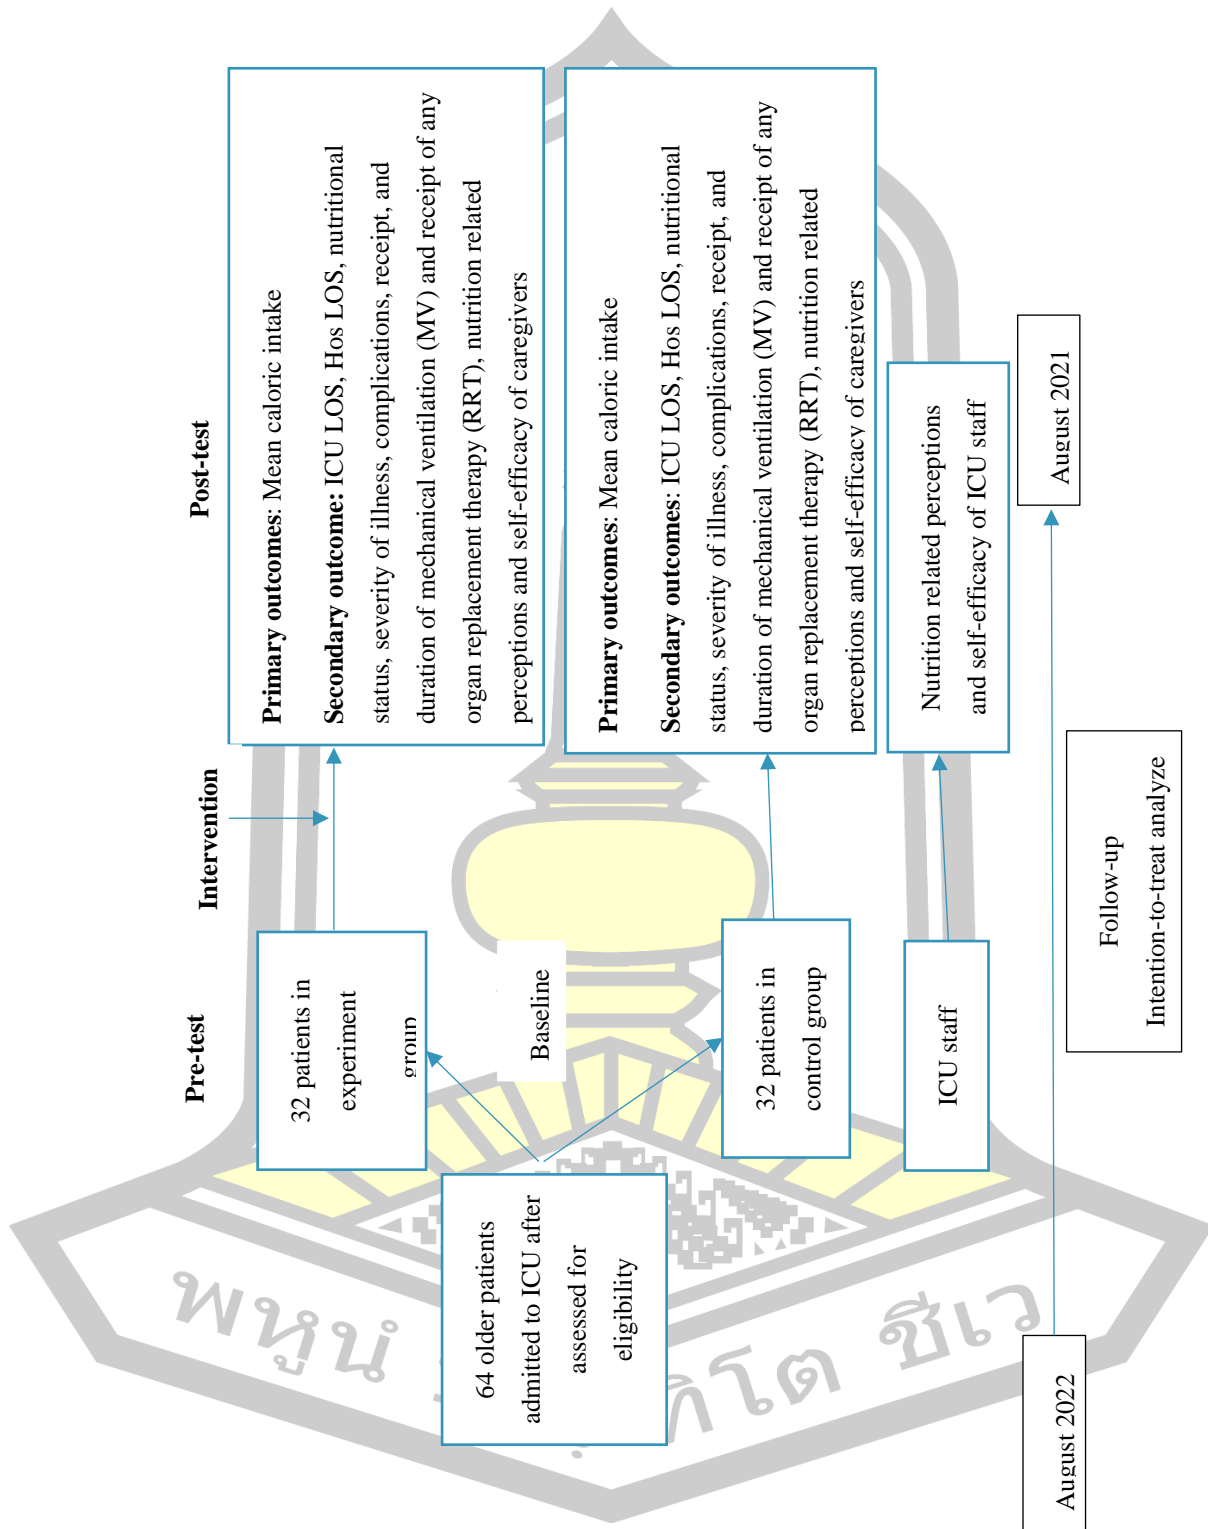 Pre-test
Intervention
Post-test
64 older patients
admitted to ICU after
assessed for
eligibility
32 patients in
experiment
group
Baseline
32 patients in
control group
ICU staff
Primary outcomes: Mean caloric intake
Secondary outcome: ICU LOS, Hos LOS, nutritional
status, severity of illness, complications, receipt, and
duration of mechanical ventilation (MV) and receipt of any
organ replacement therapy (RRT), nutrition related
perceptions and self-efficacy of caregivers
Primary outcomes: Mean caloric intake
Secondary outcomes: ICU LOS, Hos LOS, nutritional
status, severity of illness, complications, receipt, and
duration of mechanical ventilation (MV) and receipt of any
organ replacement therapy (RRT), nutrition related
perceptions and self-efficacy of caregivers
Nutrition related perceptions
and self-efficacy of ICU staff
August 2022
August 2021
Follow-up
Intention-to-treat analyze
พหูนํ
ชีเว